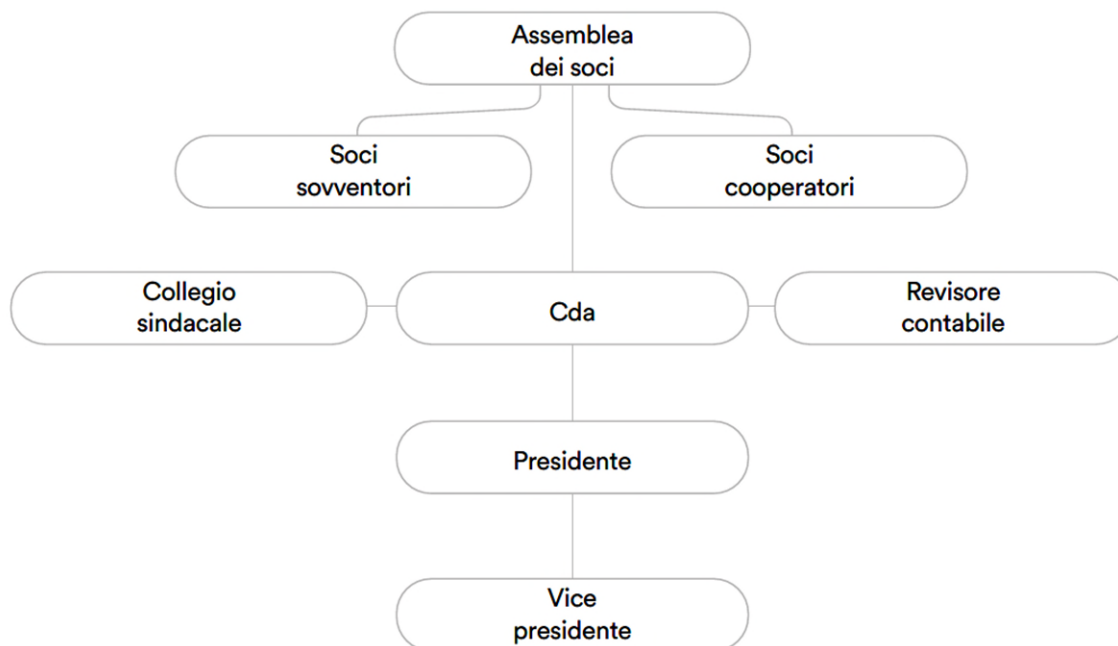 Assemblea
dei soci
Soci
sovventori
Soci
cooperatori
Collegio
sindacale
Cda
Revisore
contabile
Presidente
Vice
presidente